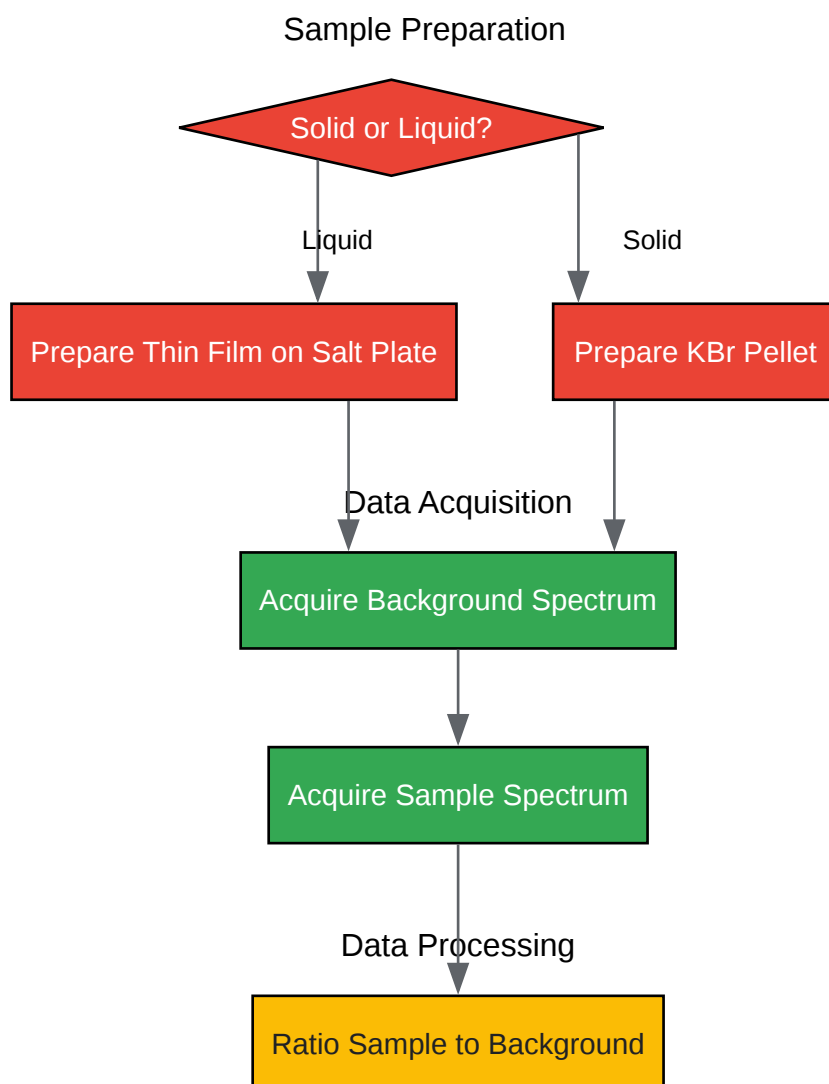 Sample Preparation
Solid or Liquid?
Liquid
Solid
Prepare Thin Film on Salt Plate
Prepare KBr Pellet
Data Acquisition
Acquire Background Spectrum
Acquire Sample Spectrum
Data Processing
Ratio Sample to Background